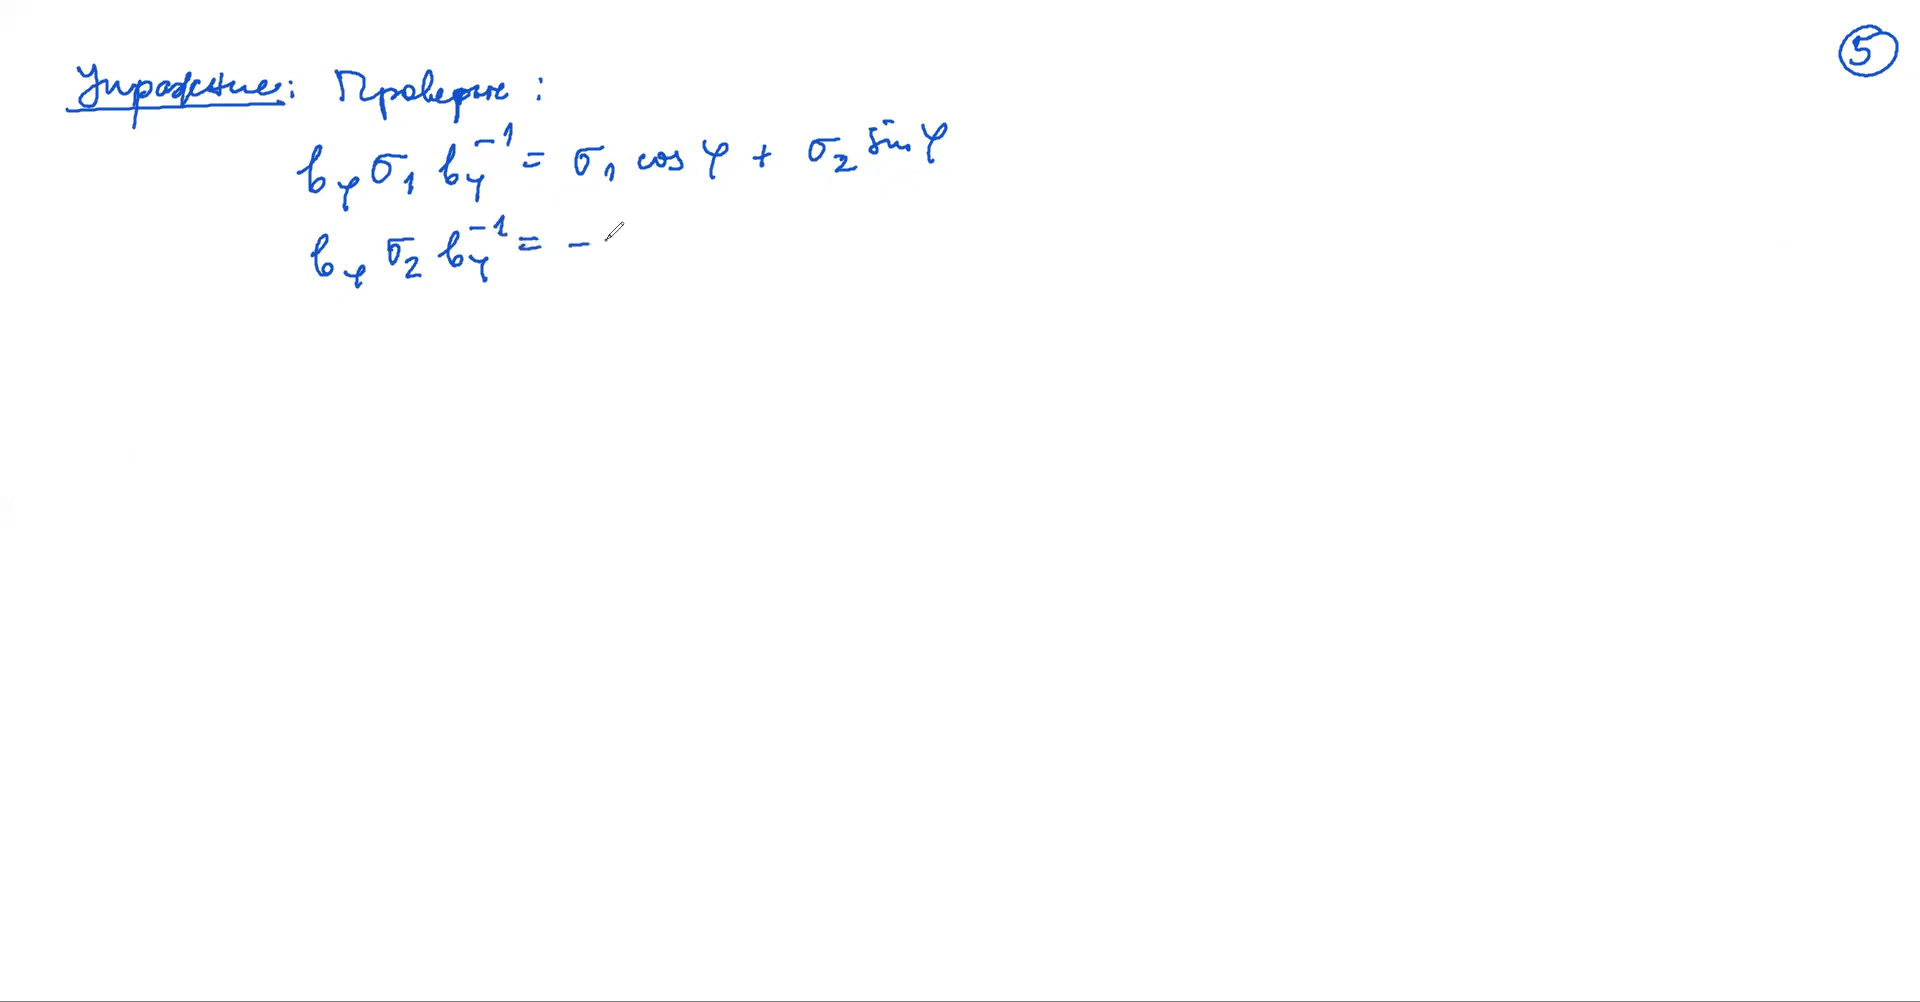 5
Упражнение: Проверьте:
b_φ σ_1 b_φ^{-1} = σ_1 cos φ + σ_2 sin φ
b_φ σ_2 b_φ^{-1} = -